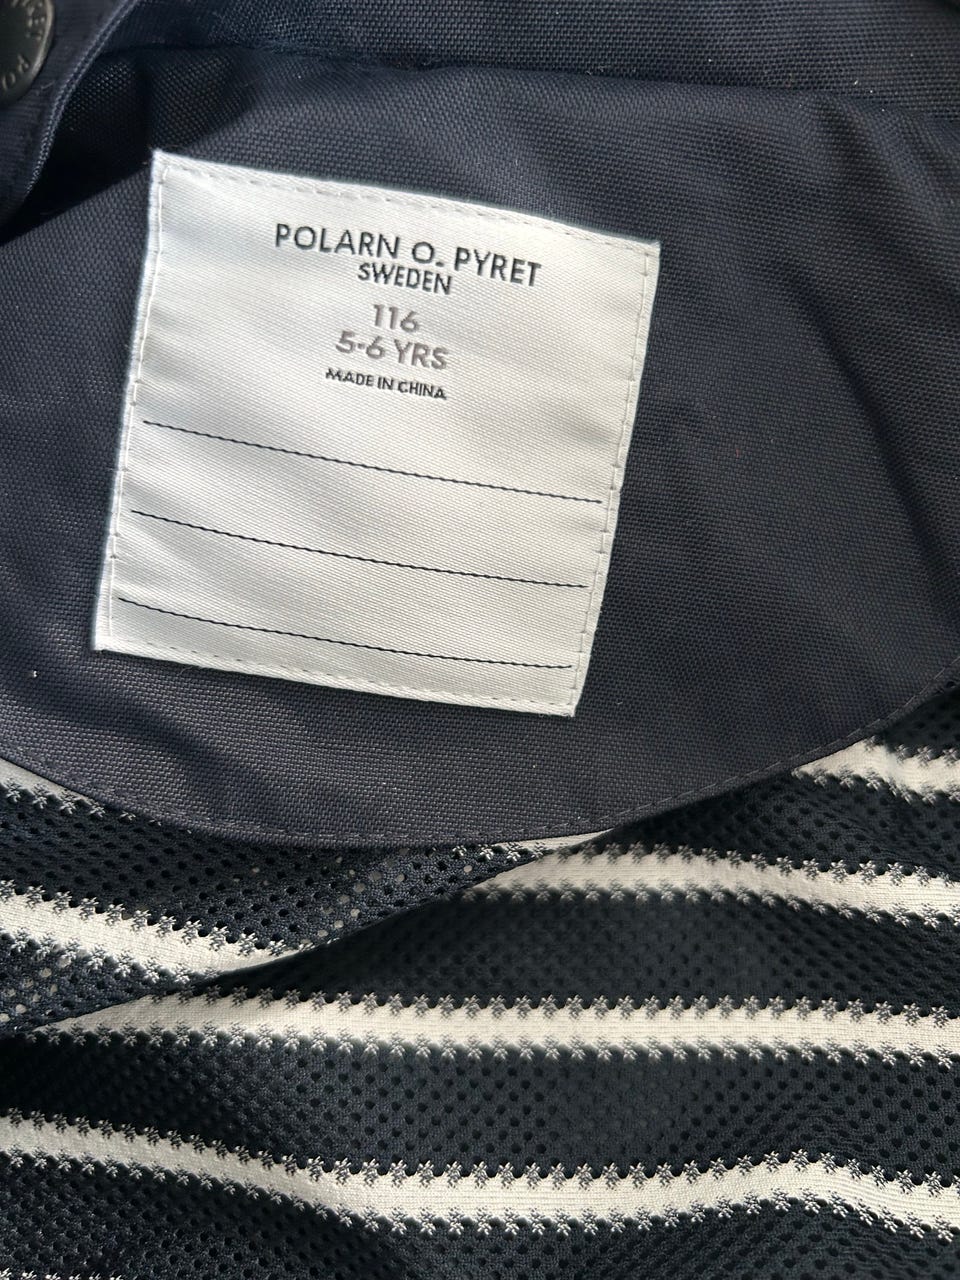 POLARN O. PYRET
SWEDEN
116
5-6 YRS
MADE IN CHINA